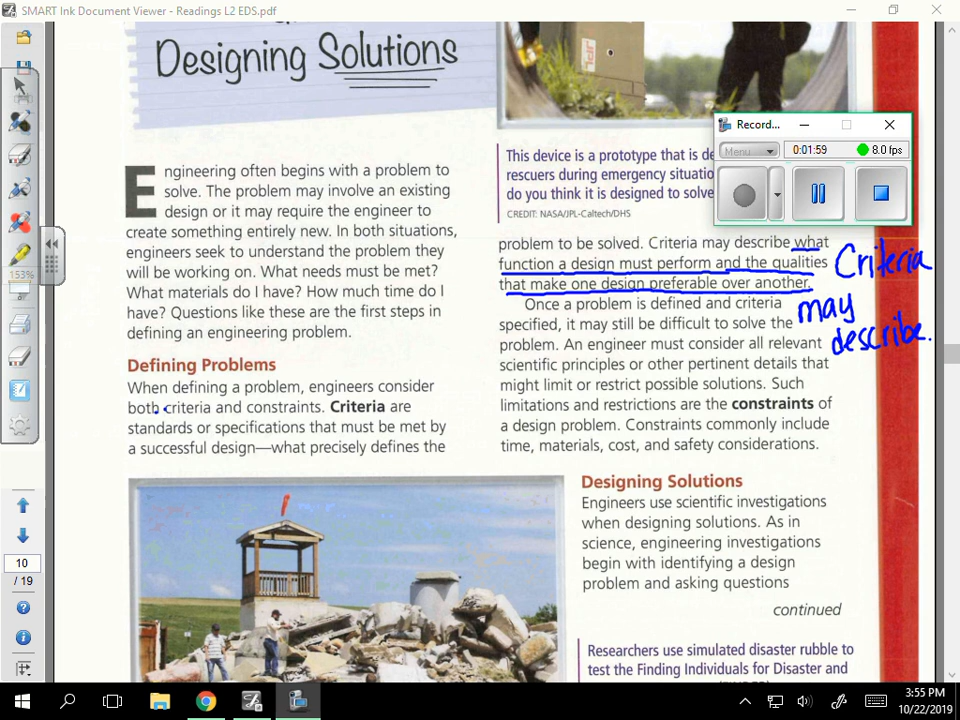 SMART Ink Document Viewer - Readings L2 EDS.pdf
Designing Solutions
Record...
Menu
0:01:59
8.0 fps
This device is a prototype that is de
rescuers during emergency situatio
do you think it is designed to solve
CREDIT: NASA/JPL-Caltech/DHS
Engineering often begins with a problem to
solve. The problem may involve an existing
design or it may require the engineer to
create something entirely new. In both situations,
engineers seek to understand the problem they
will be working on. What needs must be met?
What materials do I have? How much time do I
have? Questions like these are the first steps in
defining an engineering problem.
Defining Problems
When defining a problem, engineers consider
both criteria and constraints. Criteria are
standards or specifications that must be met by
a successful design—what precisely defines the
problem to be solved. Criteria may describe what
function a design must perform and the qualities
that make one design preferable over another.
Criteria
may
describe.
Once a problem is defined and criteria
specified, it may still be difficult to solve the
problem. An engineer must consider all relevant
scientific principles or other pertinent details that
might limit or restrict possible solutions. Such
limitations and restrictions are the constraints of
a design problem. Constraints commonly include
time, materials, cost, and safety considerations.
Designing Solutions
Engineers use scientific investigations
when designing solutions. As in
science, engineering investigations
begin with identifying a design
problem and asking questions
continued
Researchers use simulated disaster rubble to
test the Finding Individuals for Disaster and
153%
10
/ 19
3:55 PM
10/22/2019